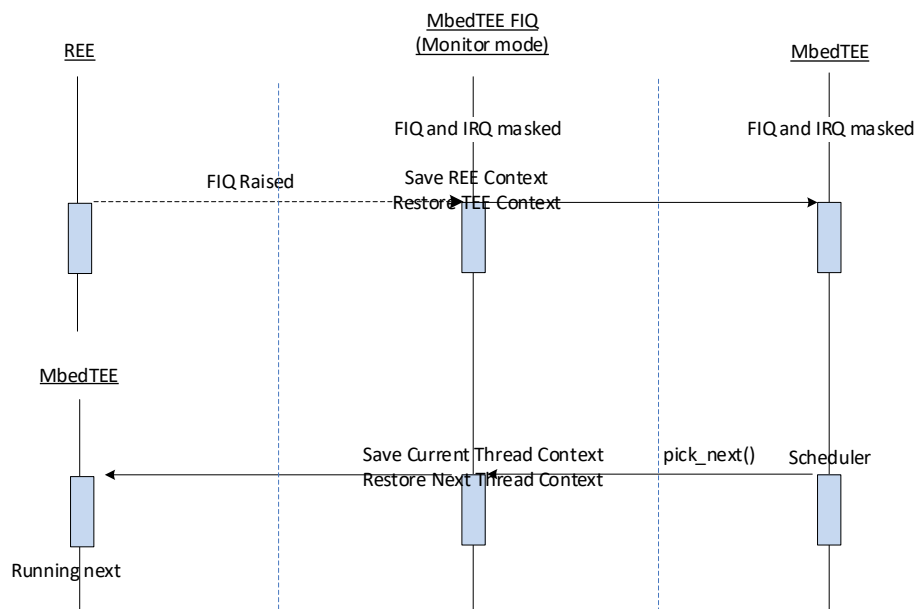 MbedTEE FIQ
(Monitor mode)
REE
MbedTEE
FIQ and IRQ masked
FIQ and IRQ masked
FIQ Raised
Save REE Context
Restore TEE Context
MbedTEE
Save Current Thread Context
Restore Next Thread Context
pick_next()
Scheduler
Running next